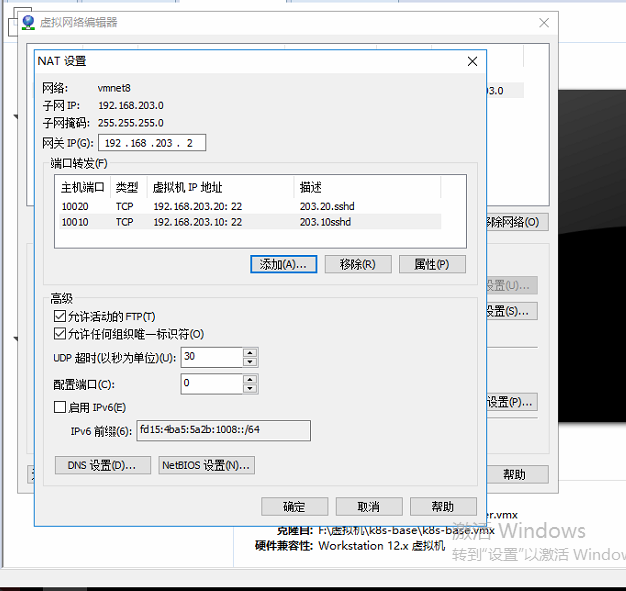 虚拟网络编辑器
NAT 设置
网络: vmnet8
子网 IP: 192.168.203.0
子网掩码: 255.255.255.0
网关 IP(G): 192 . 168 . 203 . 2
端口转发(F)
主机端口 类型 虚拟机 IP 地址 描述
10020 TCP 192.168.203.20: 22 203.20.sshd
10010 TCP 192.168.203.10: 22 203.10sshd
添加(A)... 移除(R) 属性(P)
高级
允许活动的 FTP(T)
允许任何组织唯一标识符(O)
UDP 超时(以秒为单位)(U): 30
配置端口(C): 0
启用 IPv6(E)
IPv6 前缀(6): fd15:4ba5:5a2b:1008::/64
DNS 设置(D)... NetBIOS 设置(N)...
确定 取消 帮助
3.0
移除网络(O)
设置(U)...
设置(S)...
设置(P)...
帮助
er.vmx
克隆自: F:\虚拟机\k8s-base\k8s-base.vmx
硬件兼容性: Workstation 12.x 虚拟机
激活 Windows
转到"设置"以激活 Window